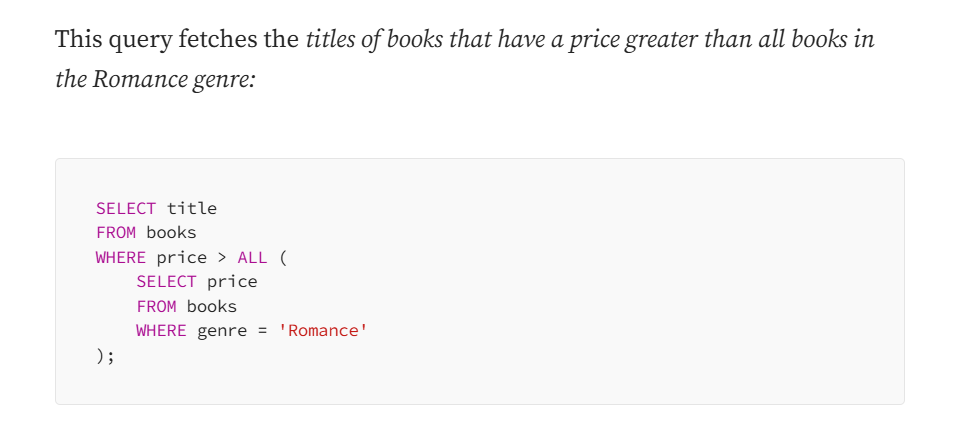 This query fetches the titles of books that have a price greater than all books in
the Romance genre:
SELECT title
FROM books
WHERE price > ALL (
    SELECT price
    FROM books
    WHERE genre = 'Romance'
);